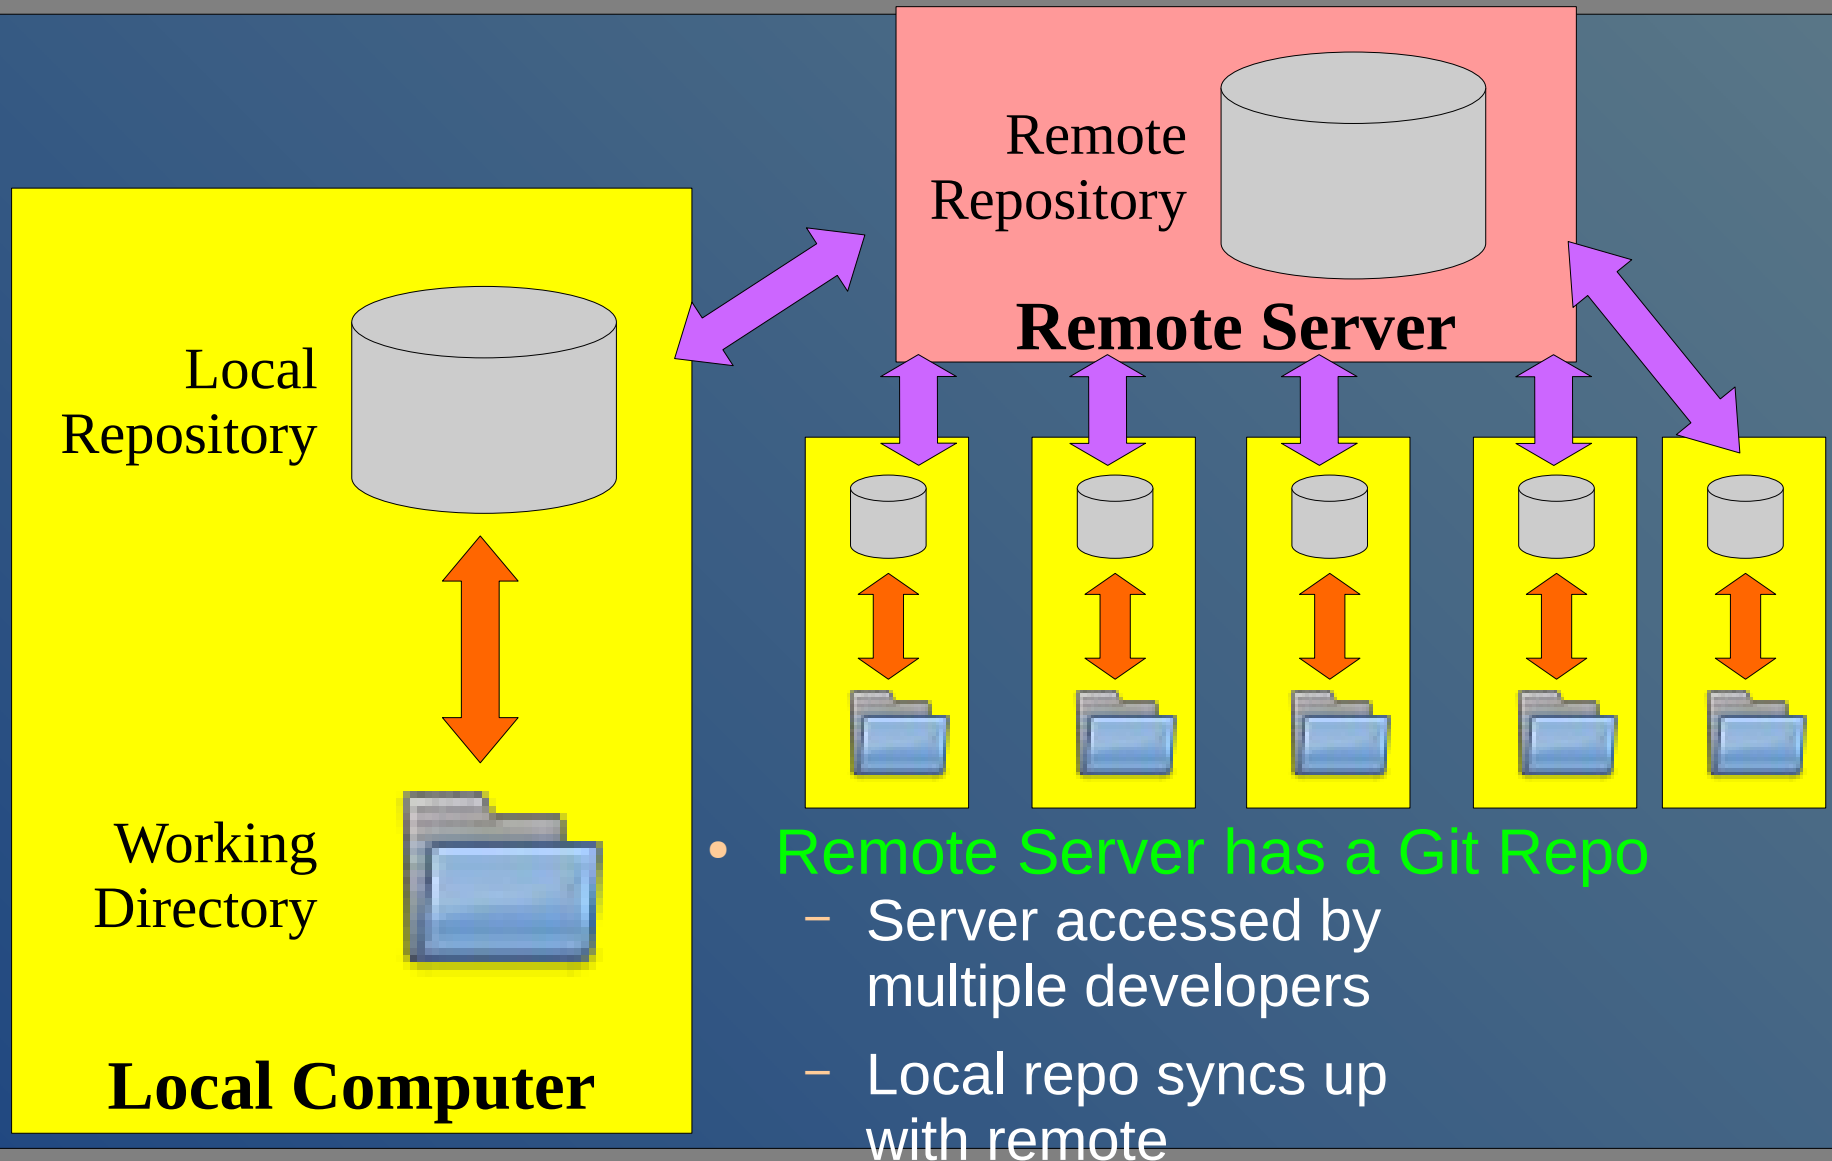 Remote
Repository
Remote Server
Local
Repository
Working
Directory
Local Computer
• Remote Server has a Git Repo
– Server accessed by
multiple developers
– Local repo syncs up
with remote